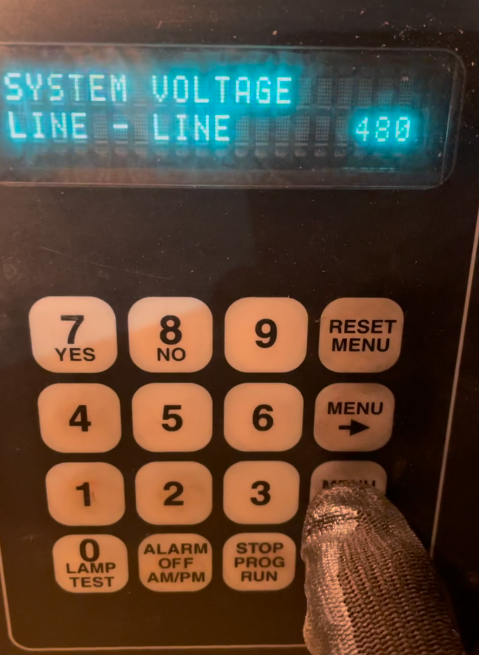 SYSTEM VOLTAGE
LINE - LINE 480
7
YES
8
NO
9
RESET
MENU
4
5
6
MENU
→
1
2
3
0
LAMP
TEST
ALARM
OFF
AM/PM
STOP
PROG
RUN